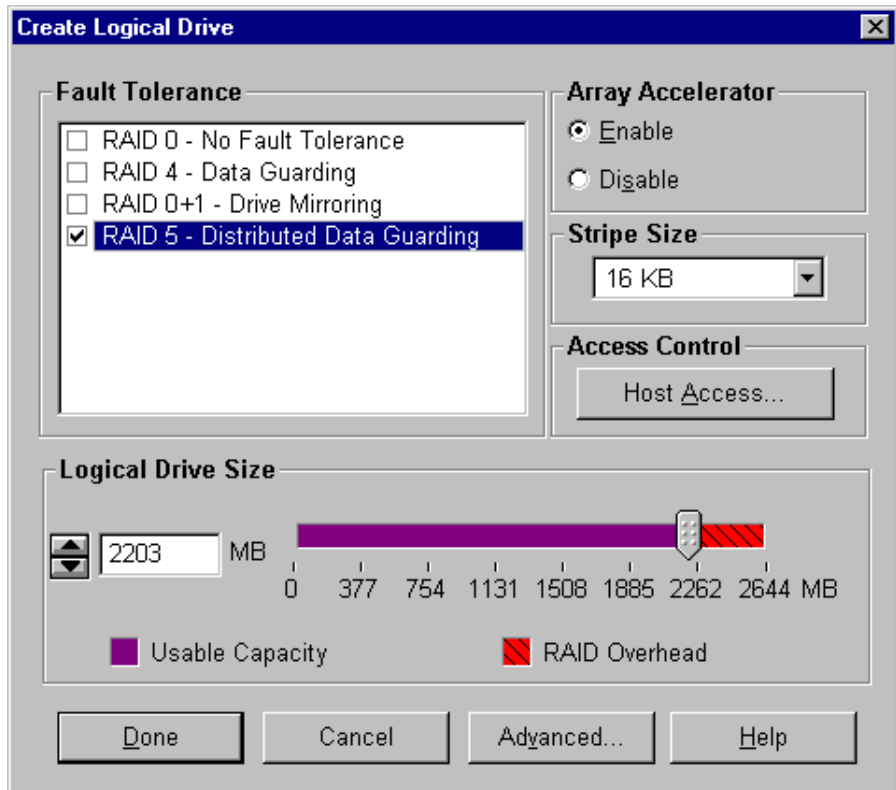 Create Logical Drive
Fault Tolerance
RAID 0 - No Fault Tolerance
RAID 4 - Data Guarding
RAID 0+1 - Drive Mirroring
RAID 5 - Distributed Data Guarding
Array Accelerator
Enable
Disable
Stripe Size
16 KB
Access Control
Host Access...
Logical Drive Size
2203 MB
0 377 754 1131 1508 1885 2262 2644 MB
Usable Capacity
RAID Overhead
Done
Cancel
Advanced...
Help